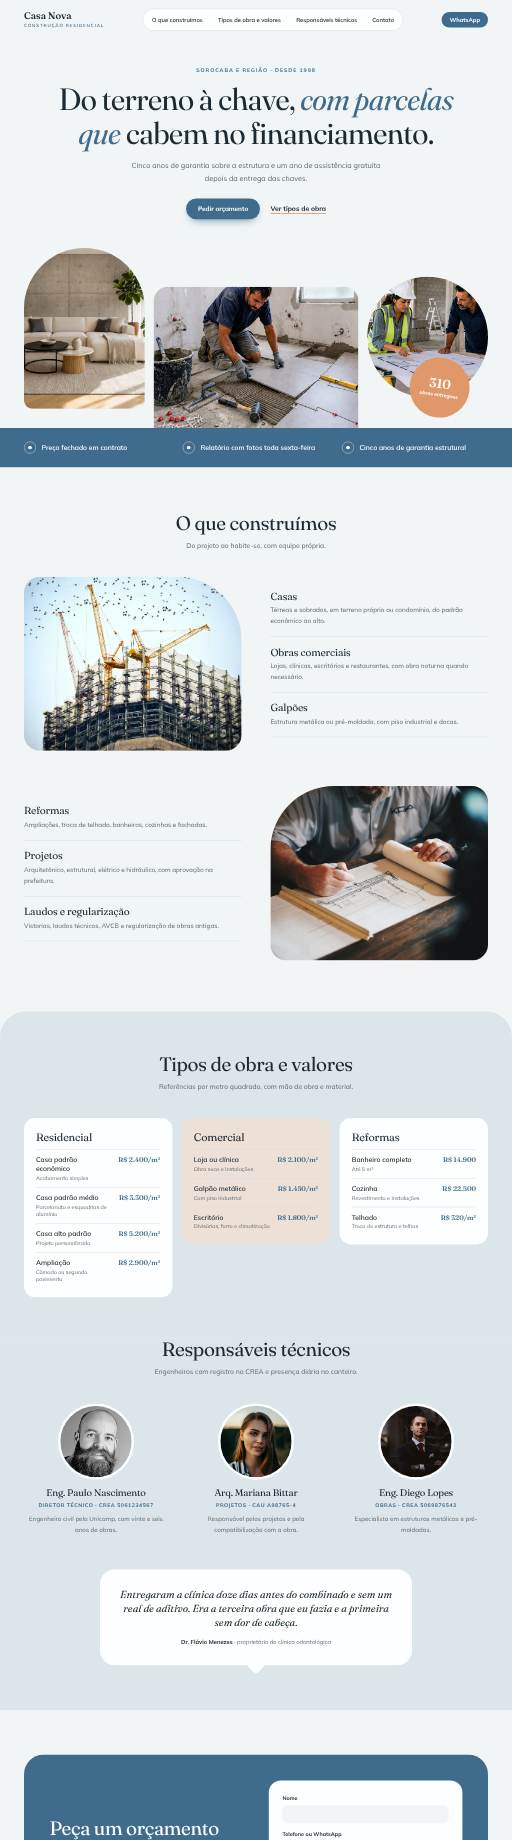 Casa Nova
CONSTRUÇÃO RESIDENCIAL
O que construímos
Tipos de obra e valores
Responsáveis técnicos
Contato
WhatsApp
SOROCABA E REGIÃO · DESDE 1998
Do terreno à chave, com parcelas
que cabem no financiamento.
Cinco anos de garantia sobre a estrutura e um ano de assistência gratuita
depois da entrega das chaves.
Pedir orçamento
Ver tipos de obra
310
obras entregues
Preço fechado em contrato
Relatório com fotos toda sexta-feira
Cinco anos de garantia estrutural
O que construímos
Do projeto ao habite-se, com equipe própria.
Casas
Térreas e sobrados, em terreno próprio ou condomínio, do padrão
econômico ao alto.
Obras comerciais
Lojas, clínicas, escritórios e restaurantes, com obra noturna quando
necessário.
Galpões
Estrutura metálica ou pré-moldada, com piso industrial e docas.
Reformas
Ampliações, troca de telhado, banheiros, cozinhas e fachadas.
Projetos
Arquitetônico, estrutural, elétrico e hidráulico, com aprovação na
prefeitura.
Laudos e regularização
Vistorias, laudos técnicos, AVCB e regularização de obras antigas.
Tipos de obra e valores
Referências por metro quadrado, com mão de obra e material.
Residencial
Casa padrão econômico R$ 2.400/m²
Acabamento simples
Casa padrão médio R$ 3.300/m²
Porcelanato e esquadrias de
alumínio
Casa alto padrão R$ 5.200/m²
Projeto personalizado
Ampliação R$ 2.900/m²
Cômodo ou segundo
pavimento
Comercial
Loja ou clínica R$ 2.100/m²
Obra seca e instalações
Galpão metálico R$ 1.450/m²
Com piso industrial
Escritório R$ 1.800/m²
Divisórias, forro e climatização
Reformas
Banheiro completo R$ 14.900
Até 5 m²
Cozinha R$ 22.500
Revestimento e instalações
Telhado R$ 320/m²
Troca de estrutura e telhas
Responsáveis técnicos
Engenheiros com registro no CREA e presença diária no canteiro.
Eng. Paulo Nascimento
DIRETOR TÉCNICO · CREA 5061234567
Engenheiro civil pela Unicamp, com vinte e seis
anos de obras.
Arq. Mariana Bittar
PROJETOS · CAU A98765-4
Responsável pelos projetos e pela
compatibilização com a obra.
Eng. Diego Lopes
OBRAS · CREA 5069876543
Especialista em estruturas metálicas e pré-
moldadas.
Entregaram a clínica doze dias antes do combinado e sem um
real de aditivo. Era a terceira obra que eu fazia e a primeira
sem dor de cabeça.
Dr. Flávio Menezes · proprietário de clínica odontológica
Peça um orçamento
Nome
Telefone ou WhatsApp